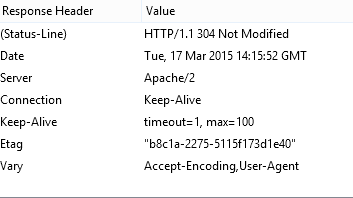 Response Header Value
(Status-Line) HTTP/1.1 304 Not Modified
Date Tue, 17 Mar 2015 14:15:52 GMT
Server Apache/2
Connection Keep-Alive
Keep-Alive timeout=1, max=100
Etag "b8c1a-2275-5115f173d1e40"
Vary Accept-Encoding,User-Agent